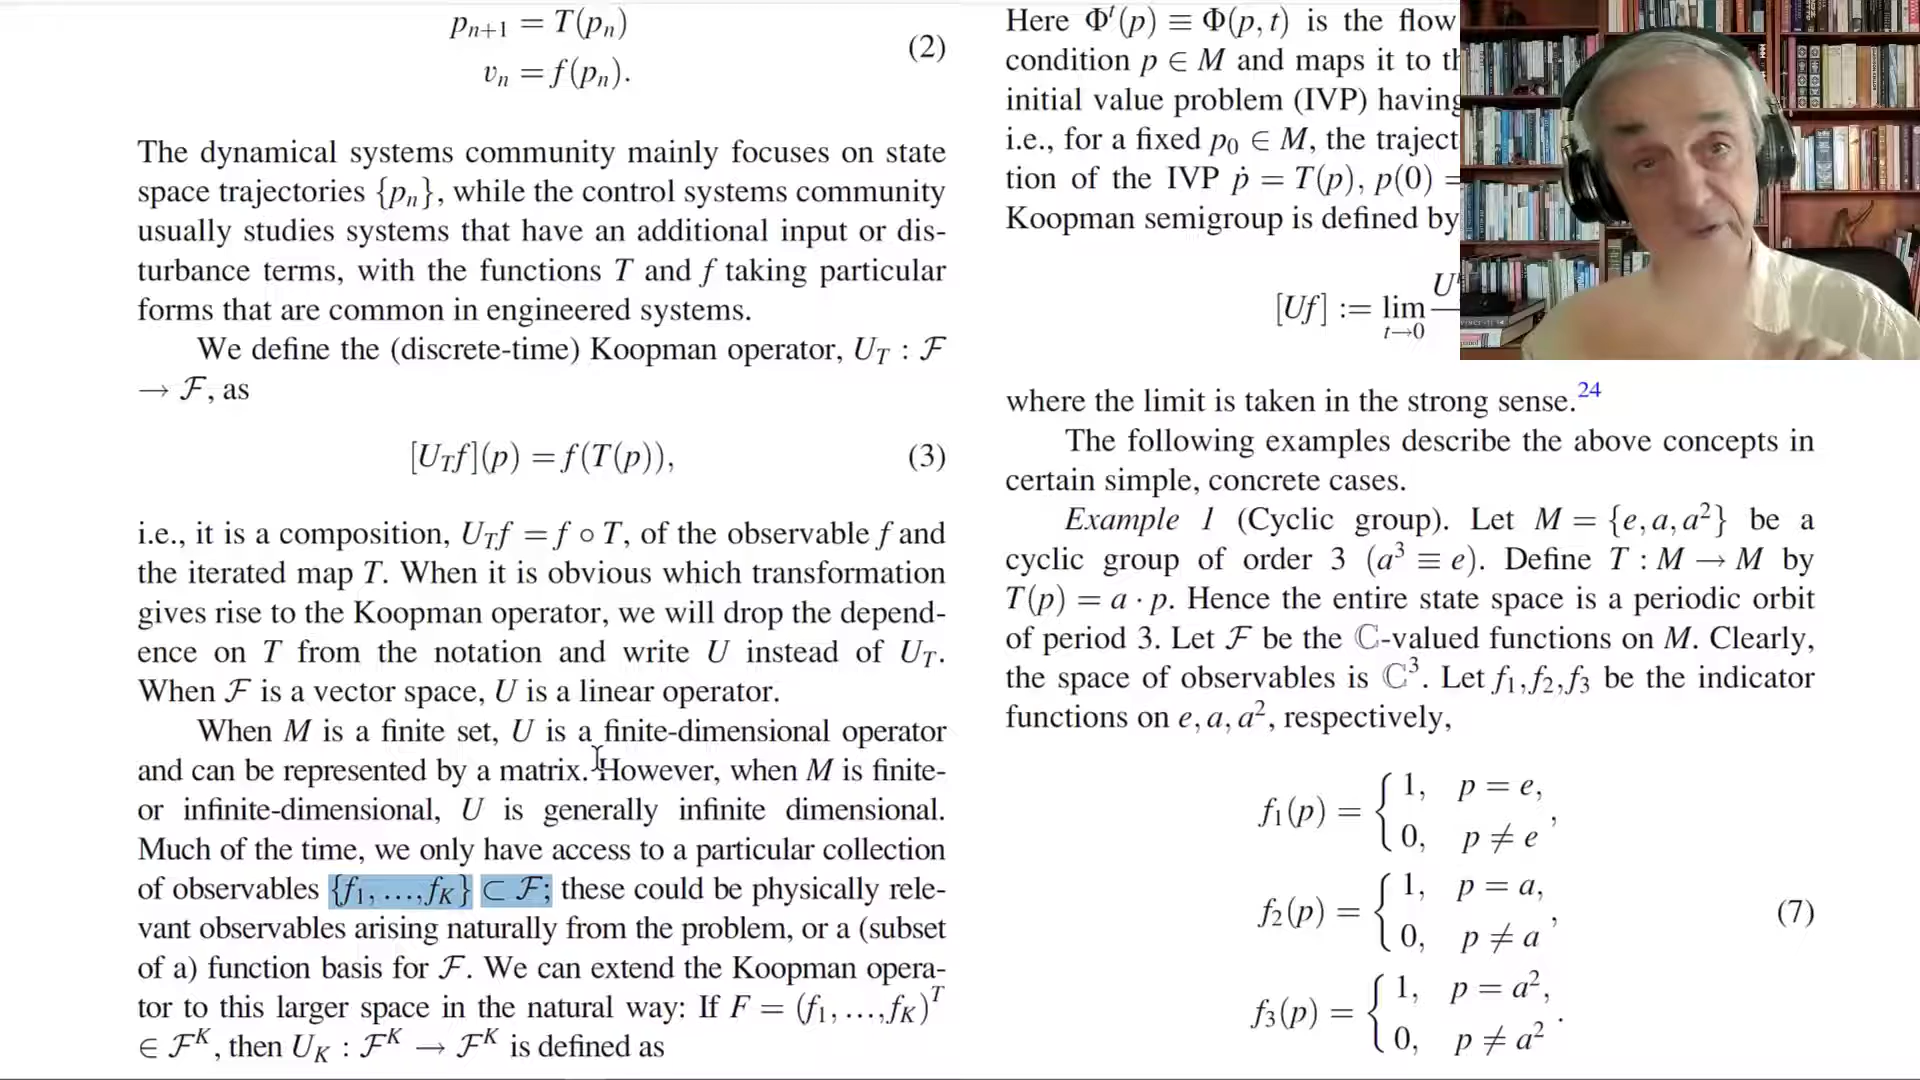 p_{n+1} = T(p_n)
v_n = f(p_n).
(2)
The dynamical systems community mainly focuses on state
space trajectories {p_n}, while the control systems community
usually studies systems that have an additional input or dis-
turbance terms, with the functions T and f taking particular
forms that are common in engineered systems.
We define the (discrete-time) Koopman operator, U_T : ℱ
→ ℱ, as
[U_T f](p) = f(T(p)), (3)
i.e., it is a composition, U_T f = f ∘ T, of the observable f and
the iterated map T. When it is obvious which transformation
gives rise to the Koopman operator, we will drop the depend-
ence on T from the notation and write U instead of U_T.
When ℱ is a vector space, U is a linear operator.
When M is a finite set, U is a finite-dimensional operator
and can be represented by a matrix. However, when M is finite-
or infinite-dimensional, U is generally infinite dimensional.
Much of the time, we only have access to a particular collection
of observables {f_1, …, f_K} ⊂ ℱ; these could be physically rele-
vant observables arising naturally from the problem, or a (subset
of a) function basis for ℱ. We can extend the Koopman opera-
tor to this larger space in the natural way: If F = (f_1, …, f_K)^T
∈ ℱ^K, then U_K : ℱ^K → ℱ^K is defined as
Here Φ^t(p) ≡ Φ(p, t) is the flow
condition p ∈ M and maps it to
initial value problem (IVP) having
i.e., for a fixed p_0 ∈ M, the
tion of the IVP ṗ = T(p), p(0) =
Koopman semigroup is defined by
[Uf] := lim_{t→0} U
where the limit is taken in the strong sense.^24
The following examples describe the above concepts in
certain simple, concrete cases.
Example 1 (Cyclic group). Let M = {e, a, a^2} be a
cyclic group of order 3 (a^3 ≡ e). Define T : M → M by
T(p) = a · p. Hence the entire state space is a periodic orbit
of period 3. Let ℱ be the ℂ-valued functions on M. Clearly,
the space of observables is ℂ^3. Let f_1, f_2, f_3 be the indicator
functions on e, a, a^2, respectively,
f_1(p) = { 1, p = e,
0, p ≠ e ,
f_2(p) = { 1, p = a,
0, p ≠ a , (7)
f_3(p) = { 1, p = a^2,
0, p ≠ a^2 .